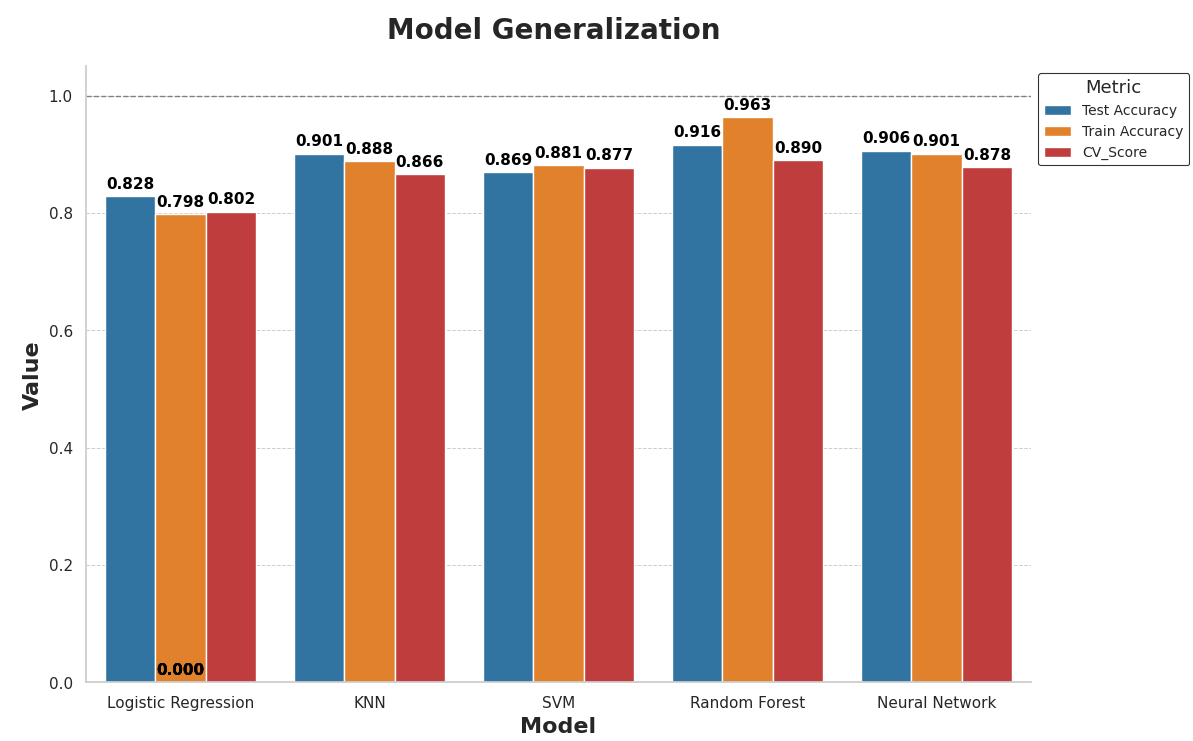 Model Generalization
Value
1.0
0.8
0.6
0.4
0.2
0.0
0.828
0.798
0.802
0.000
0.901
0.888
0.866
0.869
0.881
0.877
0.916
0.963
0.890
0.906
0.901
0.878
Logistic Regression
KNN
SVM
Random Forest
Neural Network
Model
Metric
Test Accuracy
Train Accuracy
CV_Score